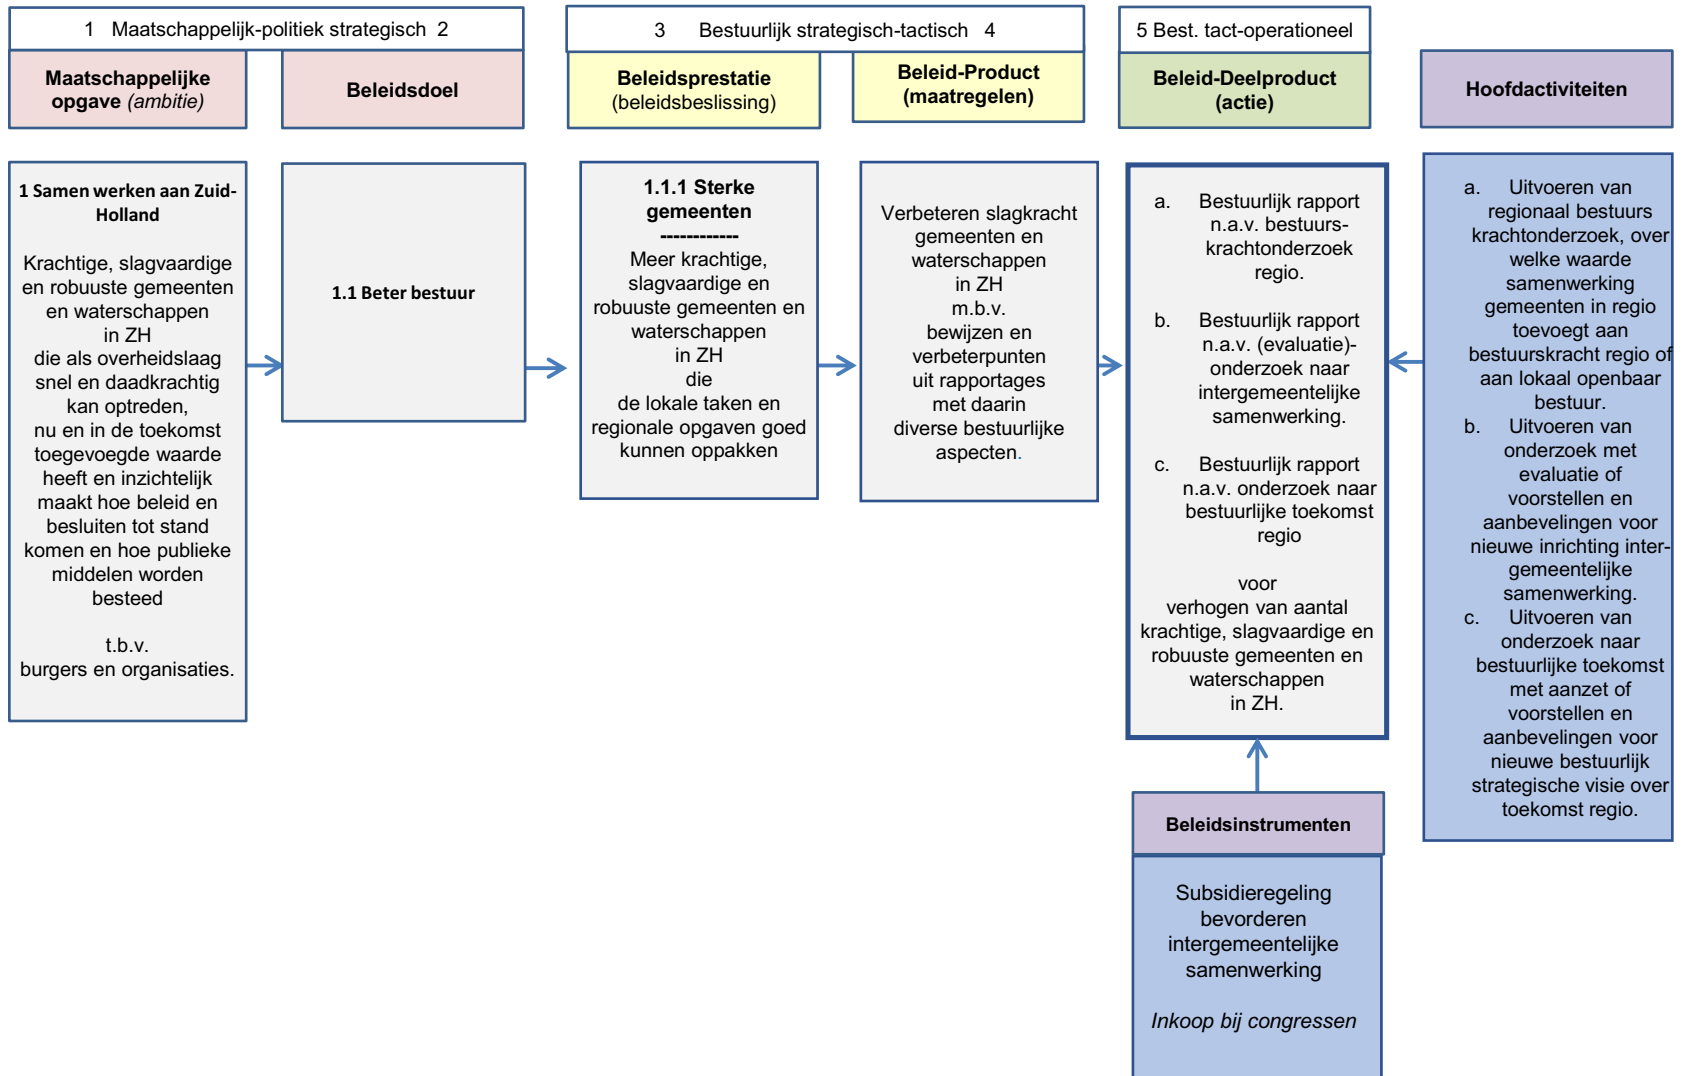 1 Maatschappelijk-politiek strategisch 2
3 Bestuurlijk strategisch-tactisch 4
5 Best. tact-operationeel
Maatschappelijke
opgave (ambitie)
Beleidsdoel
Beleidsprestatie
(beleidsbeslissing)
Beleid-Product
(maatregelen)
Beleid-Deelproduct
(actie)
Hoofdactiviteiten
1 Samen werken aan Zuid-
Holland
Krachtige, slagvaardige
en robuuste gemeenten
en waterschappen
in ZH
die als overheidslaag
snel en daadkrachtig
kan optreden,
nu en in de toekomst
toegevoegde waarde
heeft en inzichtelijk
maakt hoe beleid en
besluiten tot stand
komen en hoe publieke
middelen worden
besteed
t.b.v.
burgers en organisaties.
1.1 Beter bestuur
1.1.1 Sterke
gemeenten
------------
Meer krachtige,
slagvaardige en
robuuste gemeenten en
waterschappen
in ZH
die
de lokale taken en
regionale opgaven goed
kunnen oppakken
Verbeteren slagkracht
gemeenten en
waterschappen
in ZH
m.b.v.
bewijzen en
verbeterpunten
uit rapportages
met daarin
diverse bestuurlijke
aspecten.
a. Bestuurlijk rapport
n.a.v. bestuurs-
krachtonderzoek
regio.
b. Bestuurlijk rapport
n.a.v. (evaluatie)-
onderzoek naar
intergemeentelijke
samenwerking.
c. Bestuurlijk rapport
n.a.v. onderzoek naar
bestuurlijke toekomst
regio
voor
verhogen van aantal
krachtige, slagvaardige en
robuuste gemeenten en
waterschappen
in ZH.
a. Uitvoeren van
regionaal bestuurs
krachtonderzoek, over
welke waarde
samenwerking
gemeenten in regio
toevoegt aan
bestuurskracht regio of
aan lokaal openbaar
bestuur.
b. Uitvoeren van
onderzoek met
evaluatie of
voorstellen en
aanbevelingen voor
nieuwe inrichting inter-
gemeentelijke
samenwerking.
c. Uitvoeren van
onderzoek naar
bestuurlijke toekomst
met aanzet of
voorstellen en
aanbevelingen voor
nieuwe bestuurlijk
strategische visie over
toekomst regio.
Beleidsinstrumenten
Subsidieregeling
bevorderen
intergemeentelijke
samenwerking
Inkoop bij congressen